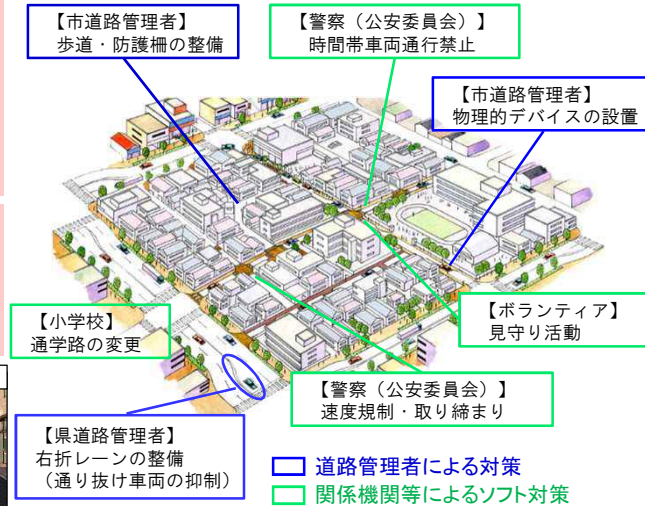 【市道路管理者】
歩道・防護柵の整備
【警察（公安委員会）】
時間帯車両通行禁止
【市道路管理者】
物理的デバイスの設置
【小学校】
通学路の変更
【ボランティア】
見守り活動
【警察（公安委員会）】
速度規制・取り締まり
【県道路管理者】
右折レーンの整備
（通り抜け車両の抑制）
道路管理者による対策
関係機関等によるソフト対策